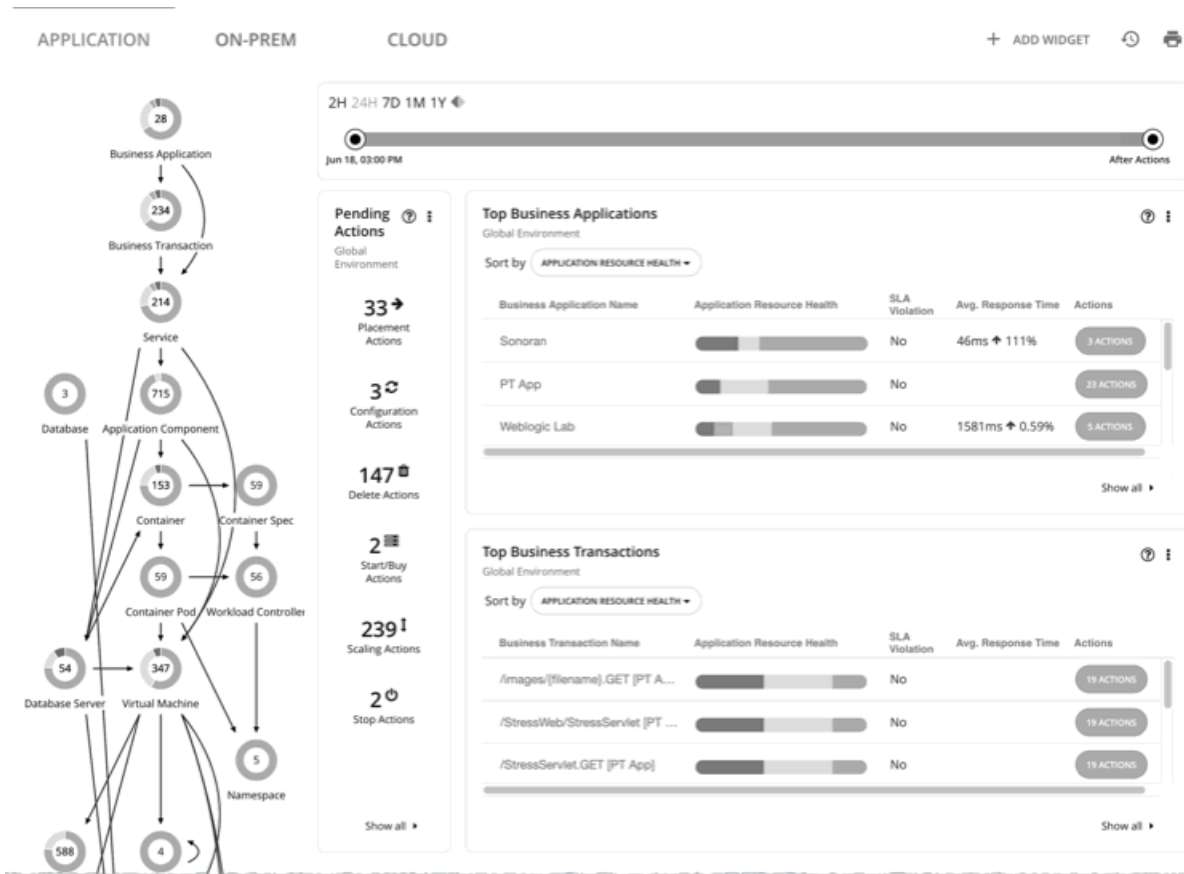 APPLICATION ON-PREM CLOUD
+ ADD WIDGET
28
Business Application
234
Business Transaction
214
Service
3
Database
715
Application Component
153
Container
59
Container Spec
59
Container Pod
56
Workload Controller
54
Database Server
347
Virtual Machine
5
Namespace
588
4
2H 24H 7D 1M 1Y
Jun 18, 03:00 PM
After Actions
Pending
Actions
Global
Environment
33
Placement
Actions
3
Configuration
Actions
147
Delete Actions
2
Start/Buy
Actions
239
Scaling Actions
2
Stop Actions
Show all
Top Business Applications
Global Environment
Sort by APPLICATION RESOURCE HEALTH
Business Application Name Application Resource Health SLA Violation Avg. Response Time Actions
Sonoran No 46ms ↑ 111% 3 ACTIONS
PT App No 23 ACTIONS
Weblogic Lab No 1581ms ↑ 0.59% 5 ACTIONS
Show all
Top Business Transactions
Global Environment
Sort by APPLICATION RESOURCE HEALTH
Business Transaction Name Application Resource Health SLA Violation Avg. Response Time Actions
/images/{filename}.GET [PT A... No 19 ACTIONS
/StressWeb/StressServlet [PT ... No 19 ACTIONS
/StressServlet.GET [PT App] No 19 ACTIONS
Show all